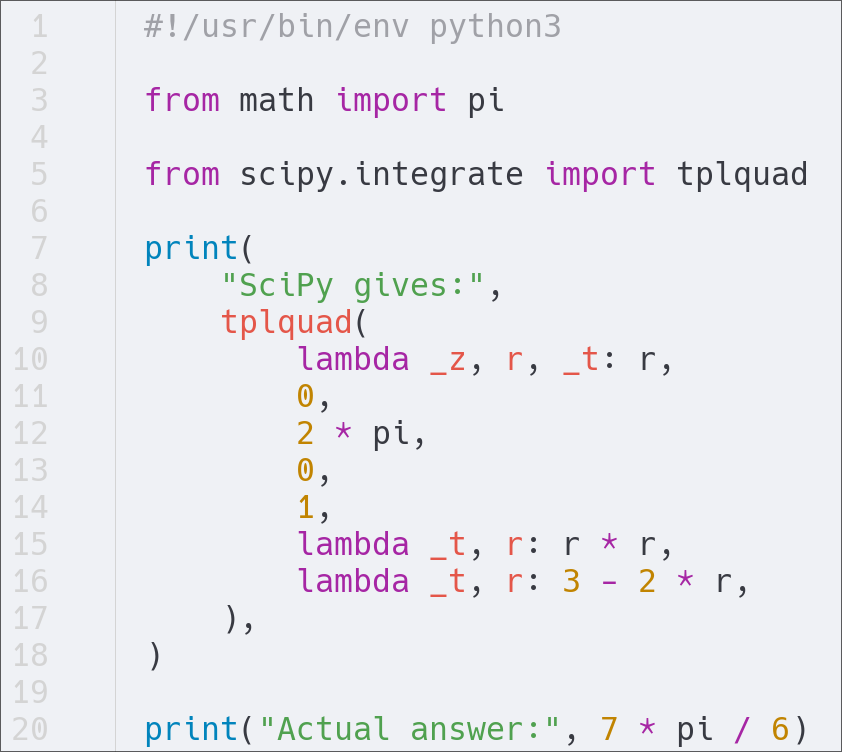 1 #!/usr/bin/env python3
2
3 from math import pi
4
5 from scipy.integrate import tplquad
6
7 print(
8     "SciPy gives:",
9     tplquad(
10         lambda _z, r, _t: r,
11         0,
12         2 * pi,
13         0,
14         1,
15         lambda _t, r: r * r,
16         lambda _t, r: 3 - 2 * r,
17     ),
18 )
19
20 print("Actual answer:", 7 * pi / 6)